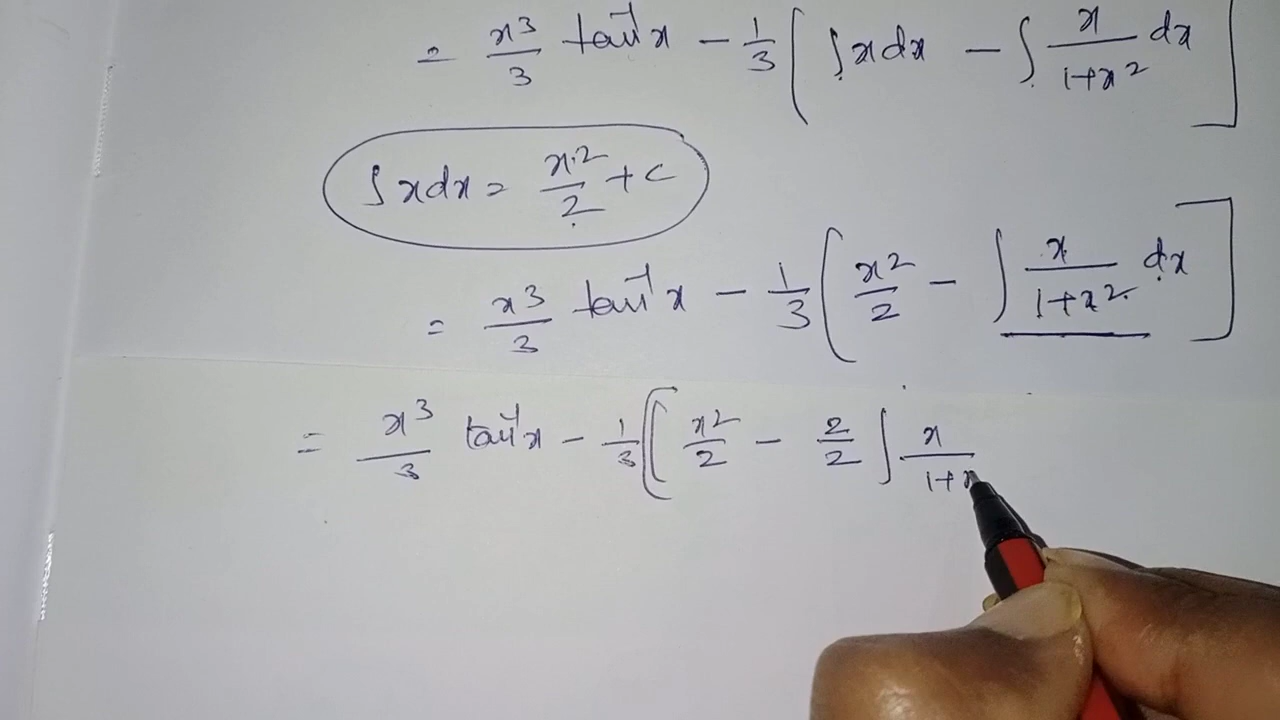 = x³/3 tan⁻¹x − 1/3 [ ∫ x dx − ∫ x/(1+x²) dx ]
∫ x dx = x²/2 + c
= x³/3 tan⁻¹x − 1/3 [ x²/2 − ∫ x/(1+x²) dx ]
= x³/3 tan⁻¹x − 1/3 [ x²/2 − 2/2 ∫ x/(1+x